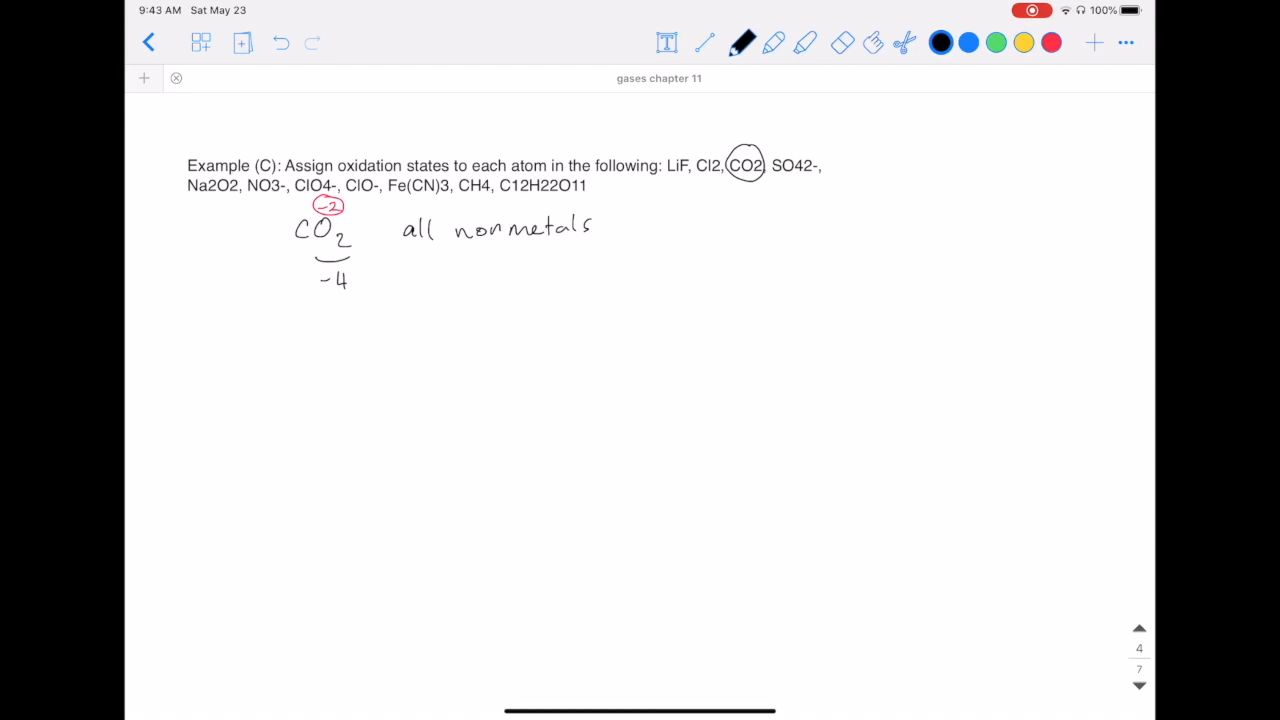 9:43 AM Sat May 23
100%
gases chapter 11
Example (C): Assign oxidation states to each atom in the following: LiF, Cl2, CO2, SO42-,
Na2O2, NO3-, ClO4-, ClO-, Fe(CN)3, CH4, C12H22O11
-2
CO2 all nonmetals
-4
4
7